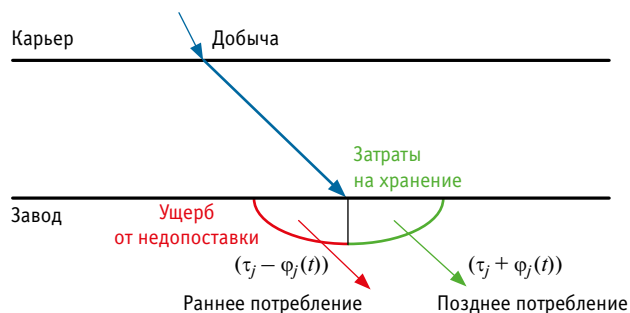 Карьер
Добыча
Затраты
на хранение
Завод
Ущерб
от недопоставки
(τj − φj(t))
(τj + φj(t))
Раннее потребление
Позднее потребление